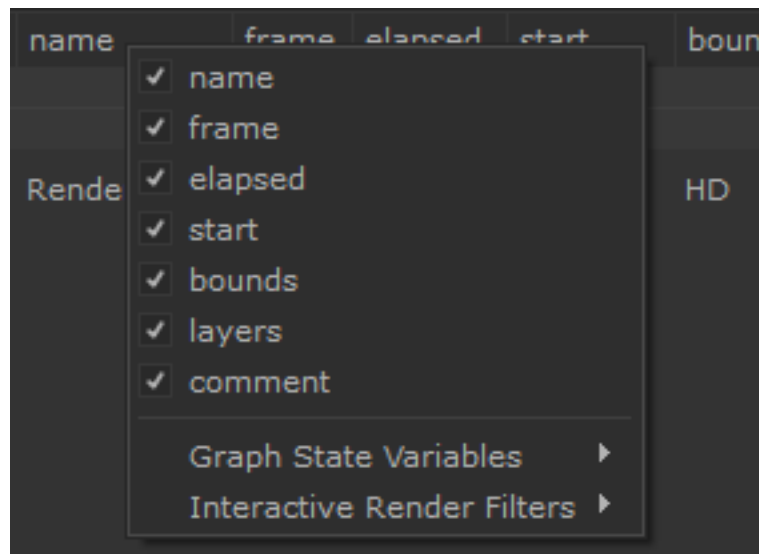 name frame elapsed start boun
name
frame
elapsed
start
Rende HD
bounds
layers
comment
Graph State Variables
Interactive Render Filters